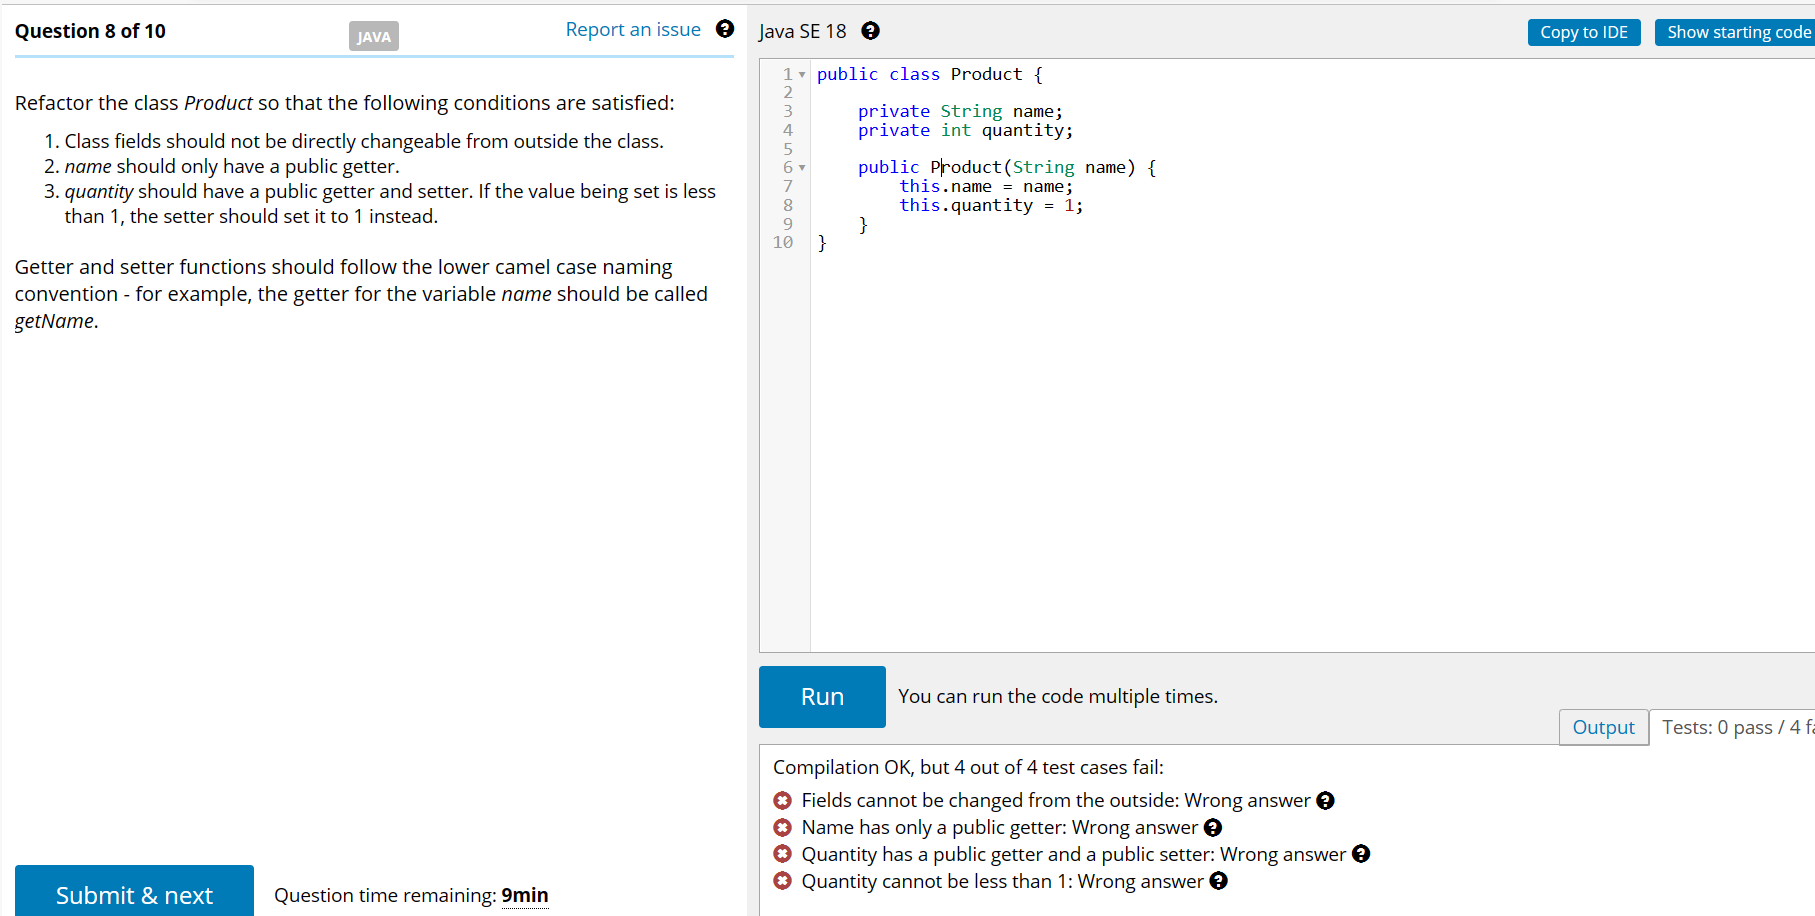 Question 8 of 10
JAVA
Report an issue ?
Refactor the class Product so that the following conditions are satisfied:
1. Class fields should not be directly changeable from outside the class.
2. name should only have a public getter.
3. quantity should have a public getter and setter. If the value being set is less
than 1, the setter should set it to 1 instead.
Getter and setter functions should follow the lower camel case naming
convention - for example, the getter for the variable name should be called
getName.
Submit & next
Question time remaining: 9min
Java SE 18 ?
Copy to IDE
Show starting code
1 public class Product {
2
3 private String name;
4 private int quantity;
5
6 public Product(String name) {
7 this.name = name;
8 this.quantity = 1;
9 }
10 }
Run
You can run the code multiple times.
Output
Tests: 0 pass / 4 fa
Compilation OK, but 4 out of 4 test cases fail:
Fields cannot be changed from the outside: Wrong answer ?
Name has only a public getter: Wrong answer ?
Quantity has a public getter and a public setter: Wrong answer ?
Quantity cannot be less than 1: Wrong answer ?